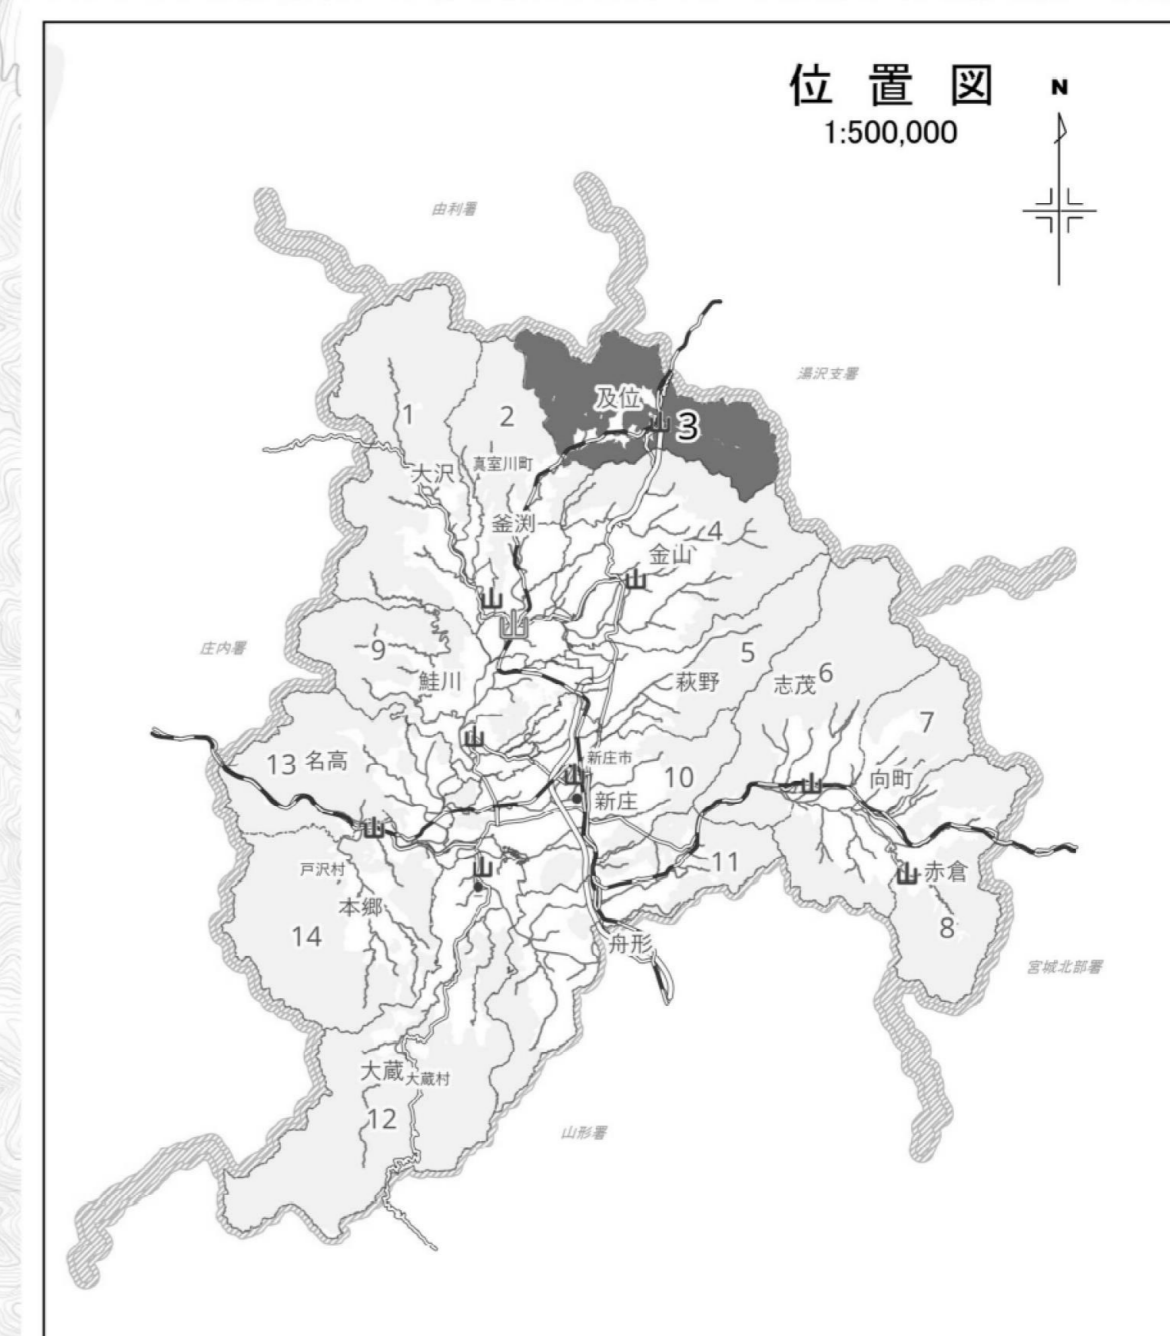 位置図
N
1:500,000
由利署
湯沢支署
及位
3
1
2
大沢
真室川町
釜渕
4
金山
庄内署
9
鮭川
5
萩野
志茂
6
7
13
名高
新庄市
10
新庄
向町
戸沢村
11
赤倉
本郷
14
8
舟形
宮城北部署
大蔵
大蔵村
12
山形署